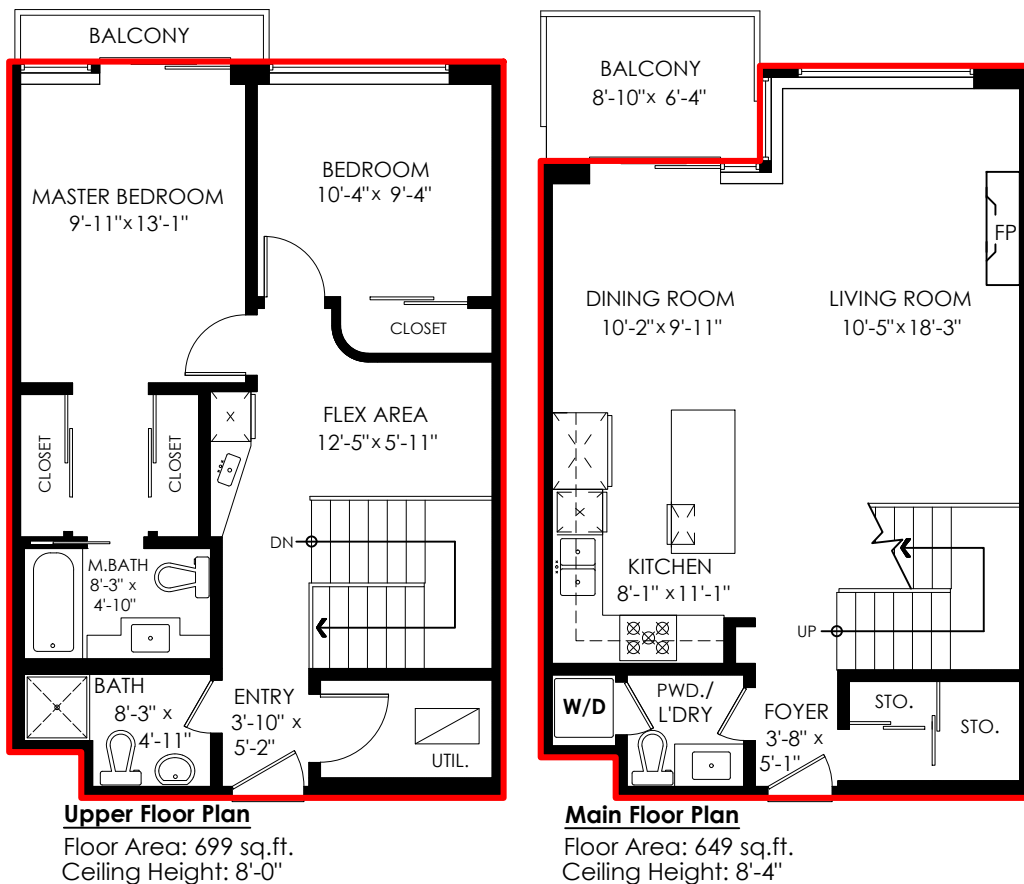 BALCONY
MASTER BEDROOM
9'-11"x 13'-1"
BEDROOM
10'-4"x 9'-4"
CLOSET
FLEX AREA
12'-5"x 5'-11"
CLOSET
CLOSET
DN
M.BATH
8'-3" x
4'-10"
BATH
8'-3" x
4'-11"
ENTRY
3'-10" x
5'-2"
UTIL.
Upper Floor Plan
Floor Area: 699 sq.ft.
Ceiling Height: 8'-0"
BALCONY
8'-10"x 6'-4"
FP
DINING ROOM
10'-2"x 9'-11"
LIVING ROOM
10'-5"x 18'-3"
KITCHEN
8'-1" x 11'-1"
UP
W/D
PWD./
L'DRY
FOYER
3'-8" x
5'-1"
STO.
STO.
Main Floor Plan
Floor Area: 649 sq.ft.
Ceiling Height: 8'-4"